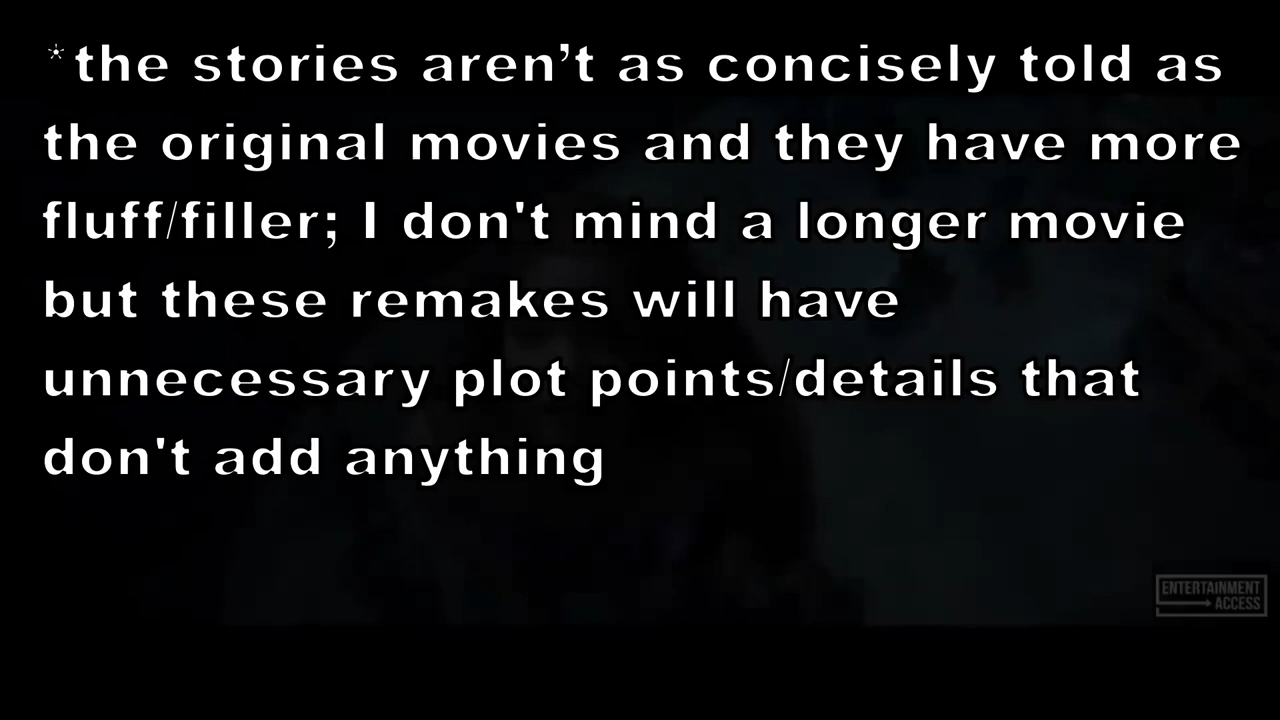 *the stories aren’t as concisely told as
the original movies and they have more
fluff/filler; I don't mind a longer movie
but these remakes will have
unnecessary plot points/details that
don't add anything
ENTERTAINMENT
ACCESS